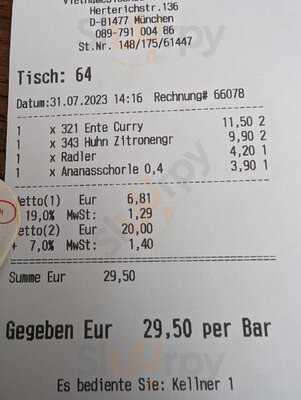 Herterichstr.136
D-81477 München
089-791 004 86
St.Nr. 148/175/61447
Tisch: 64
Datum:31.07.2023 14:16 Rechnung# 66078
1 x 321 Ente Curry 11,50 2
1 x 343 Huhn Zitronengr 9,90 2
1 x Radler 4,20 1
1 x Ananasschorle 0,4 3,90 1
Netto(1) Eur 6,81
19,0% MwSt: 1,29
Netto(2) Eur 20,00
+ 7,0% MwSt: 1,40
Summe Eur 29,50
Gegeben Eur 29,50 per Bar
Es bediente Sie: Kellner 1